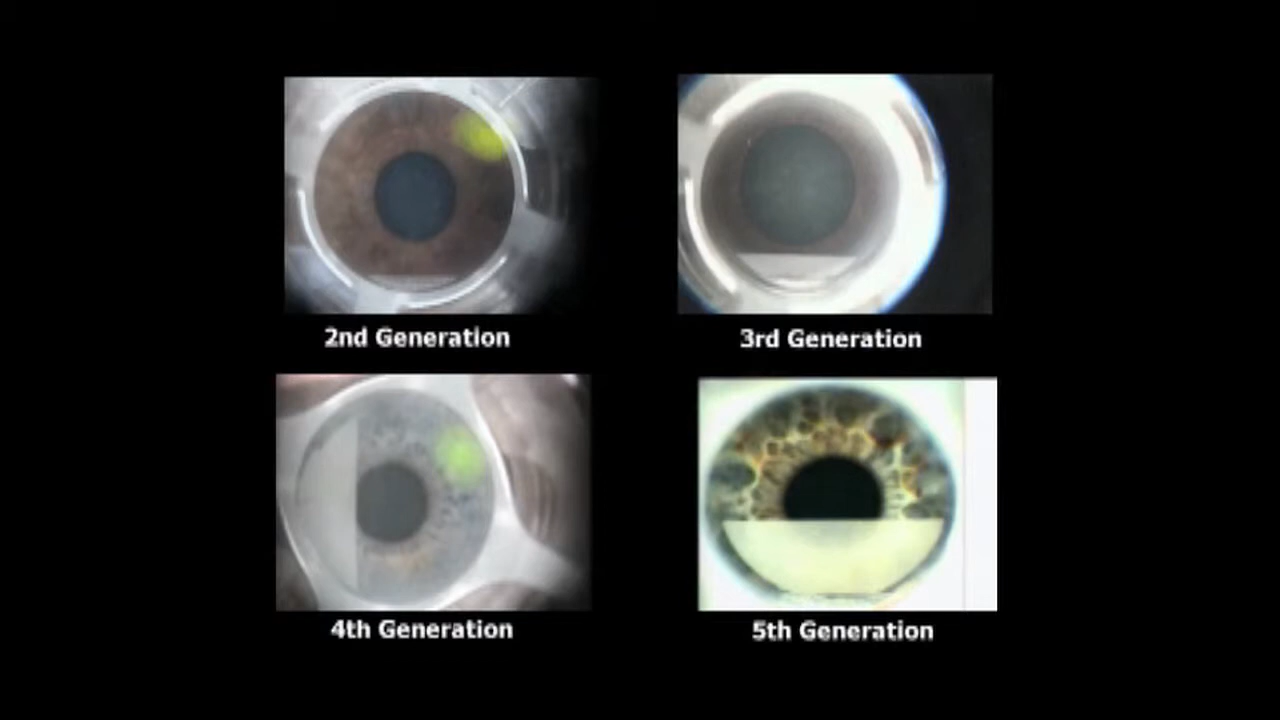 2nd Generation
3rd Generation
4th Generation
5th Generation